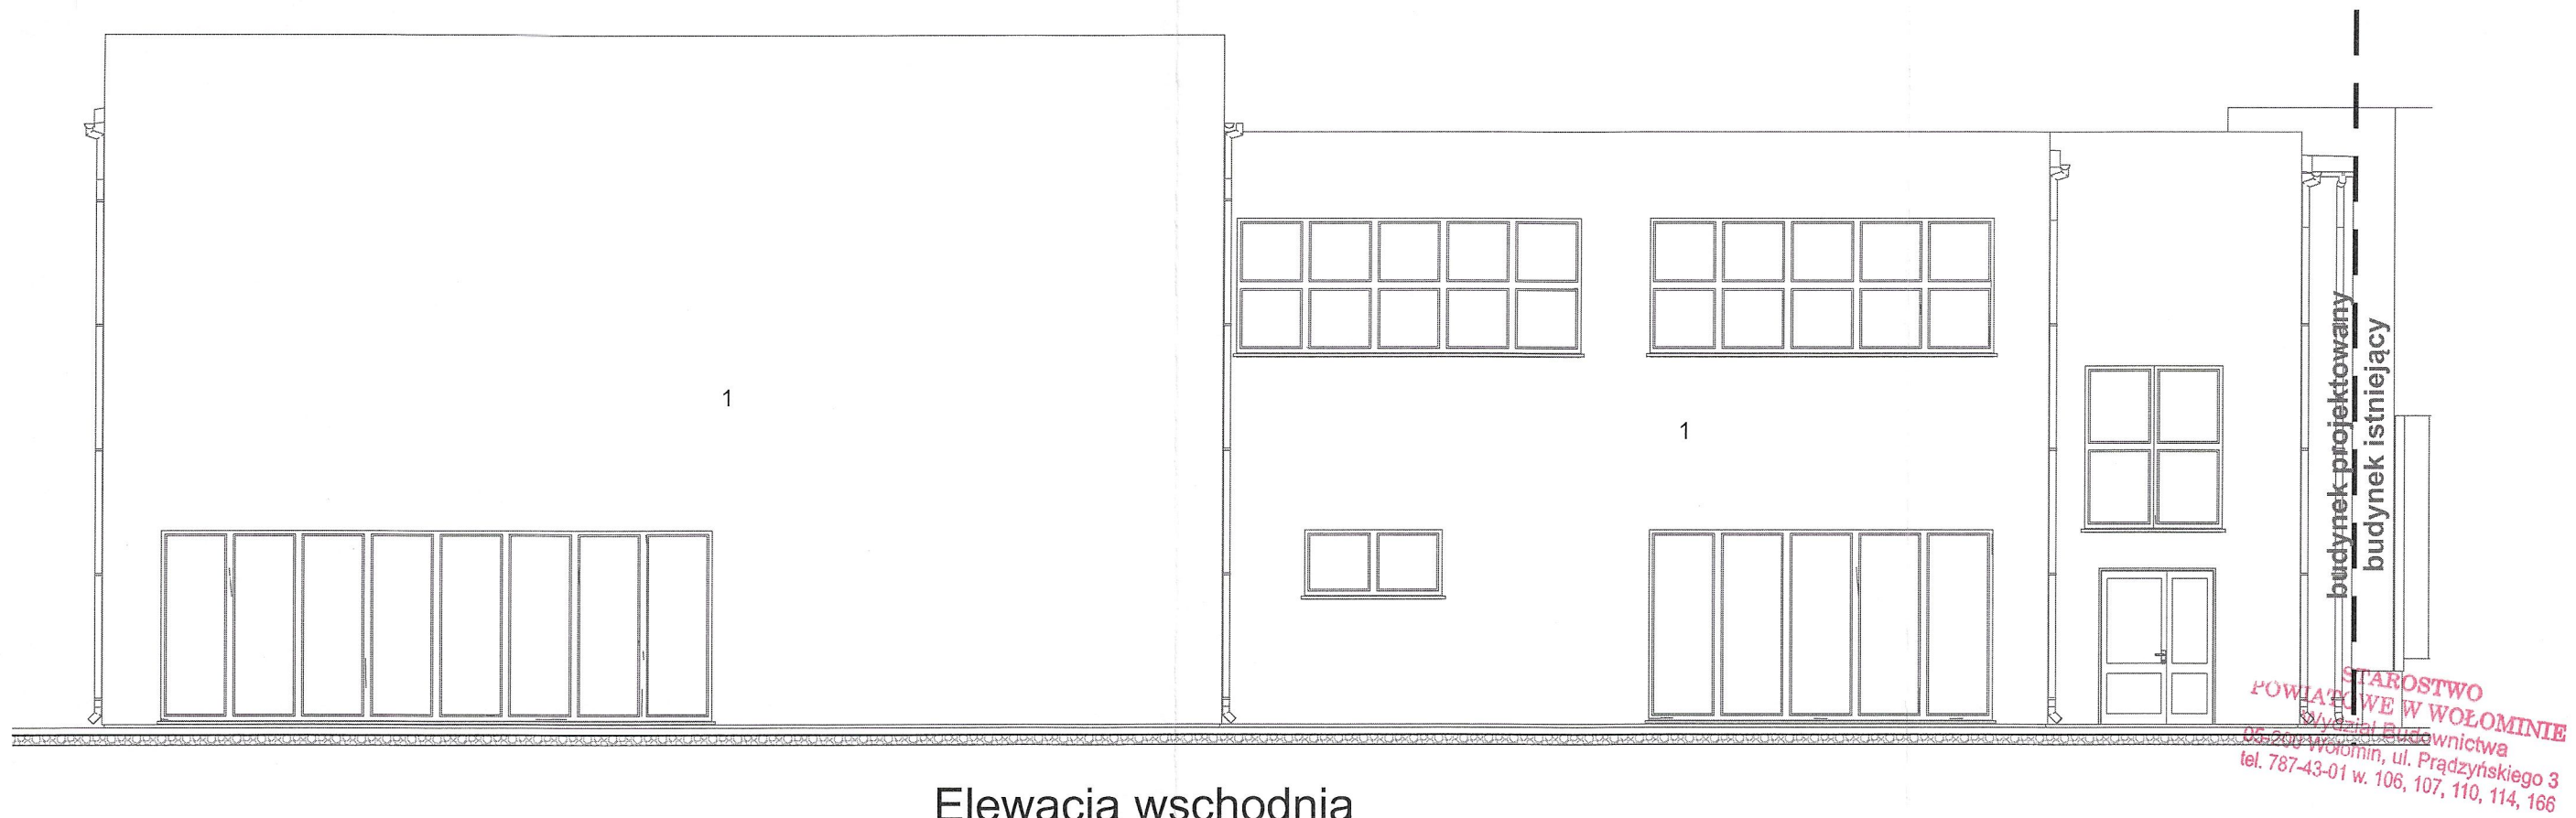 1
1
budynek projektowany
budynek istniejący
Elewacja wschodnia
STAROSTWO
POWIATOWE W WOŁOMINIE
Wydział Budownictwa
05-200 Wołomin, ul. Prądzyńskiego 3
tel. 787-43-01 w. 106, 107, 110, 114, 166